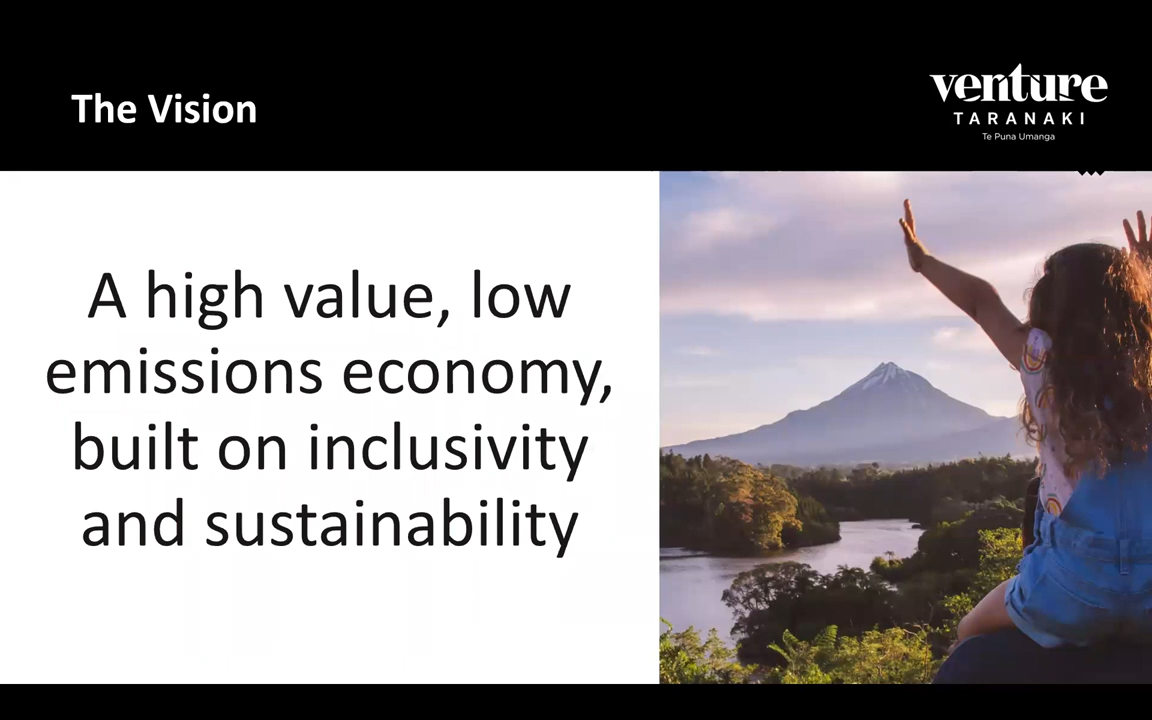 The Vision
venture
TARANAKI
Te Puna Umanga
A high value, low
emissions economy,
built on inclusivity
and sustainability